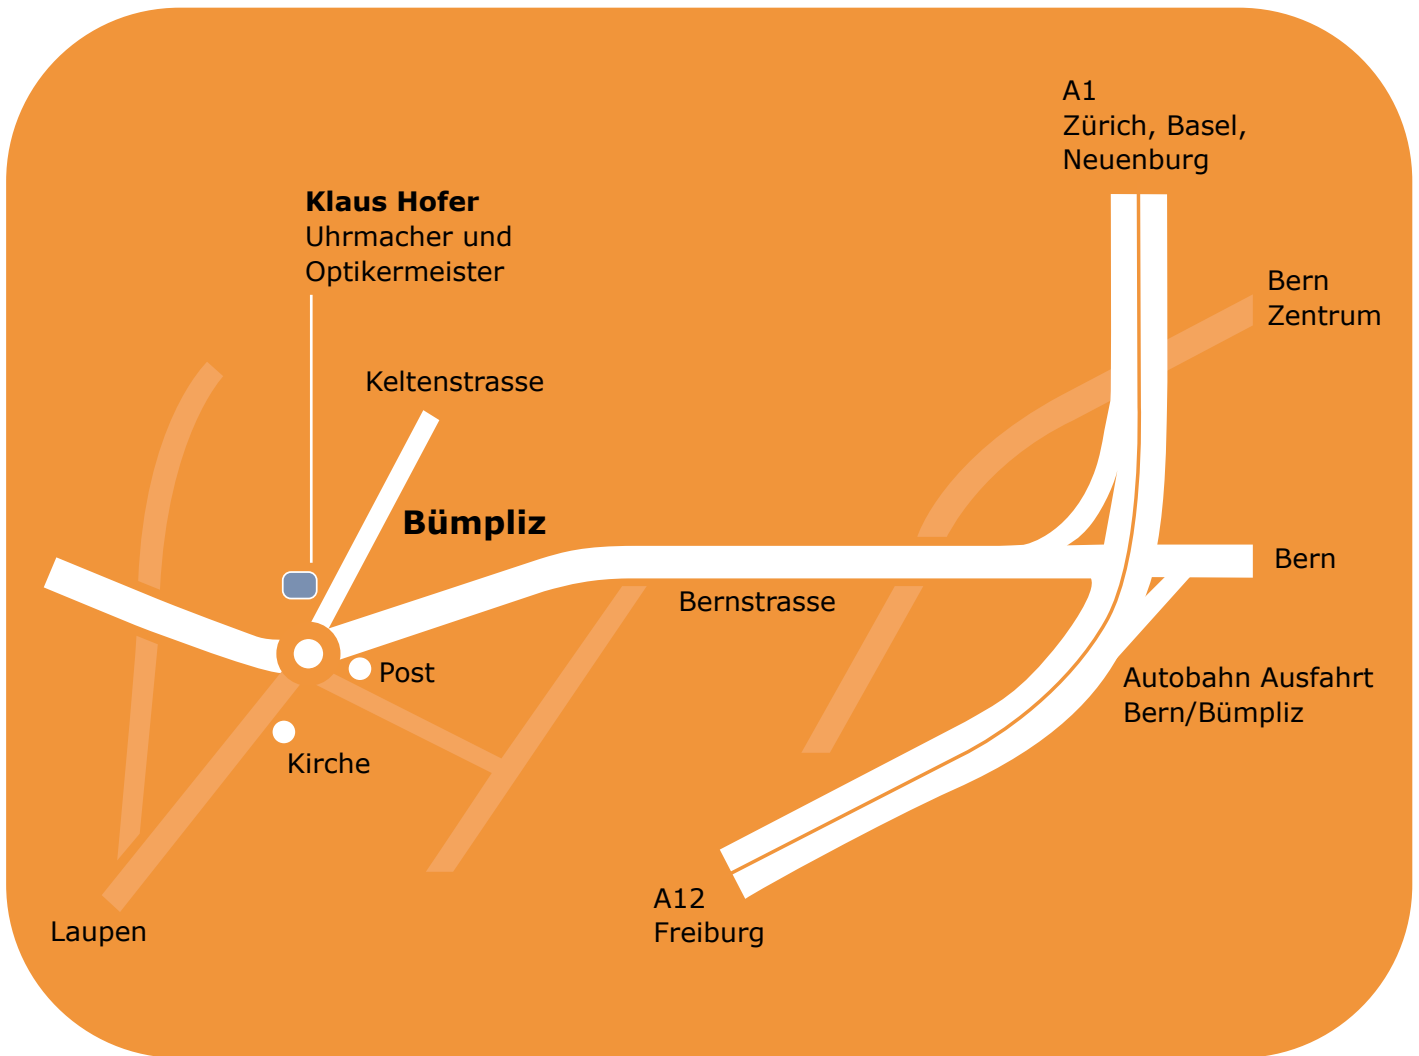 A1
Zürich, Basel,
Neuenburg
Klaus Hofer
Uhrmacher und
Optikermeister
Bern
Zentrum
Keltenstrasse
Bümpliz
Bern
Bernstrasse
Post
Autobahn Ausfahrt
Bern/Bümpliz
Kirche
A12
Freiburg
Laupen